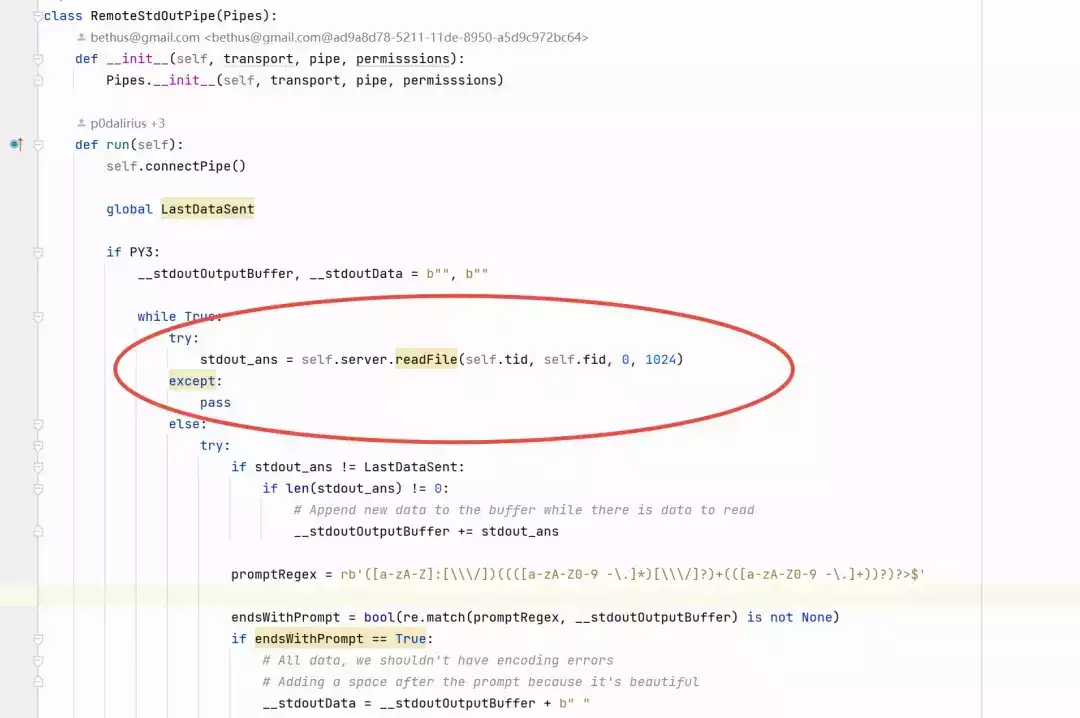 class RemoteStdOutPipe(Pipes):
bethus@gmail.com <bethus@gmail.com@ad9a8d78-5211-11de-8950-a5d9c972bc64>
def __init__(self, transport, pipe, permisssions):
Pipes.__init__(self, transport, pipe, permisssions)
p0dalirius +3
def run(self):
self.connectPipe()
global LastDataSent
if PY3:
__stdoutOutputBuffer, __stdoutData = b"", b""
while True:
try:
stdout_ans = self.server.readFile(self.tid, self.fid, 0, 1024)
except:
pass
else:
try:
if stdout_ans != LastDataSent:
if len(stdout_ans) != 0:
# Append new data to the buffer while there is data to read
__stdoutOutputBuffer += stdout_ans
promptRegex = rb'([a-zA-Z]:[\\\/])((([a-zA-Z0-9 -\.]*)[\\\/]?)+(([a-zA-Z0-9 -\.]+))?)?>$'
endsWithPrompt = bool(re.match(promptRegex, __stdoutOutputBuffer) is not None)
if endsWithPrompt == True:
# All data, we shouldn't have encoding errors
# Adding a space after the prompt because it's beautiful
__stdoutData = __stdoutOutputBuffer + b" "